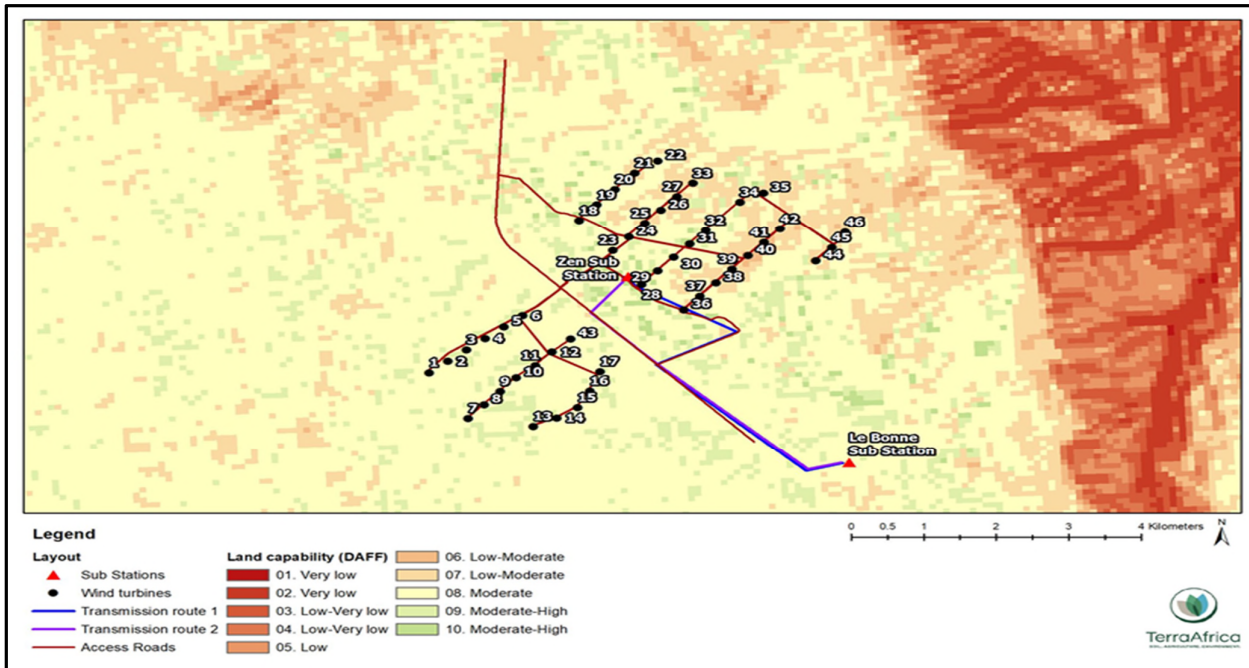 21
22
20
27
33
19
26
34
35
18
25
32
42
46
23
24
31
41
45
Zen Sub
Station
30
39
40
44
29
38
28
37
36
5
6
3
4
43
1
2
11
12
17
9
10
16
7
8
15
13
14
Le Bonne
Sub Station
Legend
Layout
Sub Stations
Wind turbines
Transmission route 1
Transmission route 2
Access Roads
Land capability (DAFF)
01. Very low
02. Very low
03. Low-Very low
04. Low-Very low
05. Low
06. Low-Moderate
07. Low-Moderate
08. Moderate
09. Moderate-High
10. Moderate-High
0 0.5 1 2 3 4 Kilometers
N
TerraAfrica